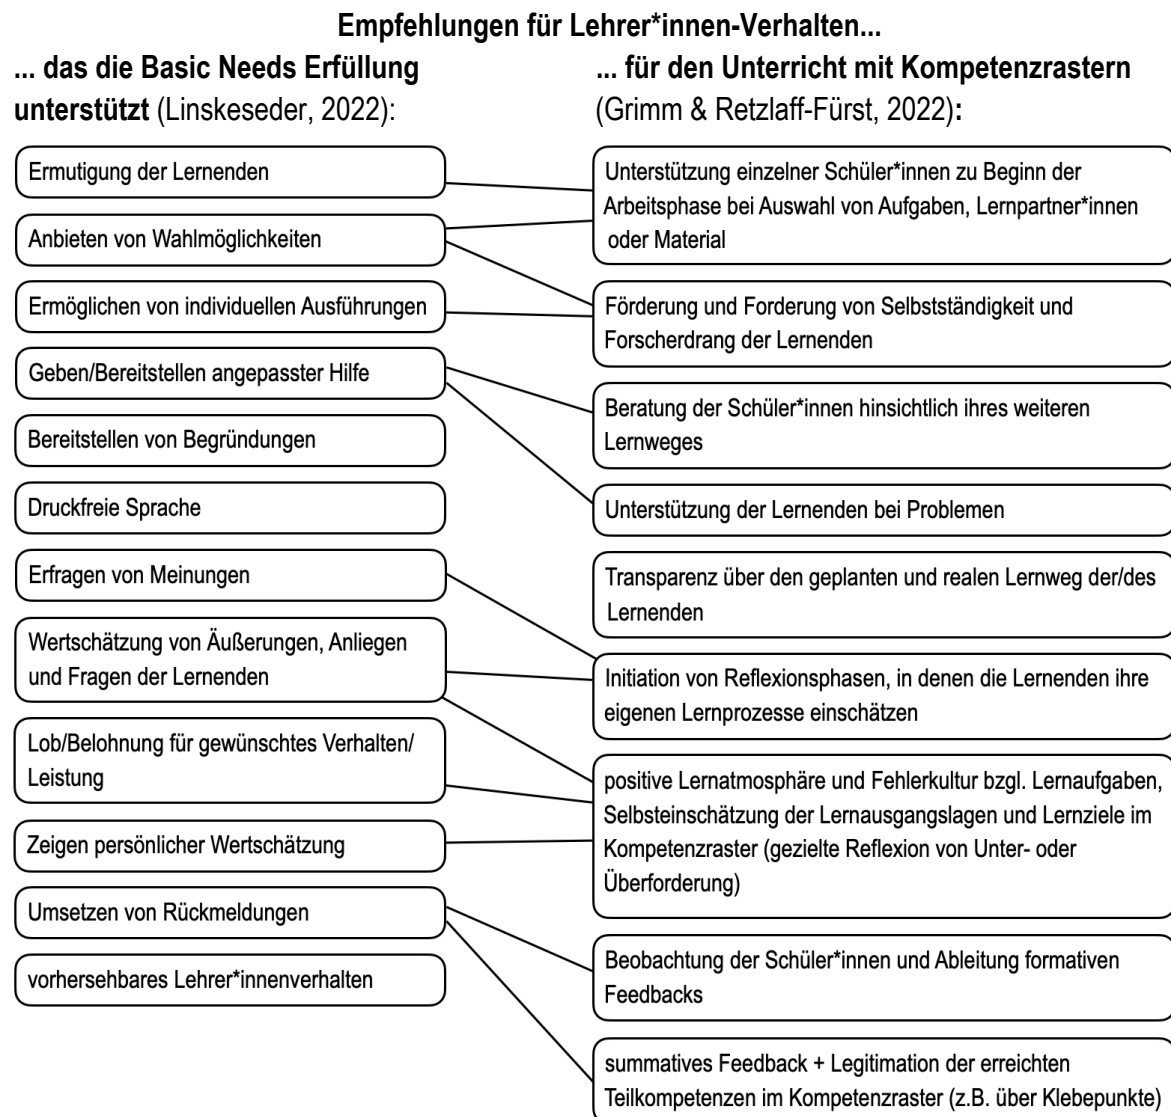 Empfehlungen für Lehrer*innen-Verhalten...
... das die Basic Needs Erfüllung
unterstützt (Linskeseder, 2022):
Ermutigung der Lernenden
Anbieten von Wahlmöglichkeiten
Ermöglichen von individuellen Ausführungen
Geben/Bereitstellen angepasster Hilfe
Bereitstellen von Begründungen
Druckfreie Sprache
Erfragen von Meinungen
Wertschätzung von Äußerungen, Anliegen
und Fragen der Lernenden
Lob/Belohnung für gewünschtes Verhalten/
Leistung
Zeigen persönlicher Wertschätzung
Umsetzen von Rückmeldungen
vorhersehbares Lehrer*innenverhalten
... für den Unterricht mit Kompetenzrastern
(Grimm & Retzlaff-Fürst, 2022):
Unterstützung einzelner Schüler*innen zu Beginn der
Arbeitsphase bei Auswahl von Aufgaben, Lernpartner*innen
oder Material
Förderung und Forderung von Selbstständigkeit und
Forscherdrang der Lernenden
Beratung der Schüler*innen hinsichtlich ihres weiteren
Lernweges
Unterstützung der Lernenden bei Problemen
Transparenz über den geplanten und realen Lernweg der/des
Lernenden
Initiation von Reflexionsphasen, in denen die Lernenden ihre
eigenen Lernprozesse einschätzen
positive Lernatmosphäre und Fehlerkultur bzgl. Lernaufgaben,
Selbsteinschätzung der Lernausgangslagen und Lernziele im
Kompetenzraster (gezielte Reflexion von Unter- oder
Überforderung)
Beobachtung der Schüler*innen und Ableitung formativen
Feedbacks
summatives Feedback + Legitimation der erreichten
Teilkompetenzen im Kompetenzraster (z.B. über Klebepunkte)